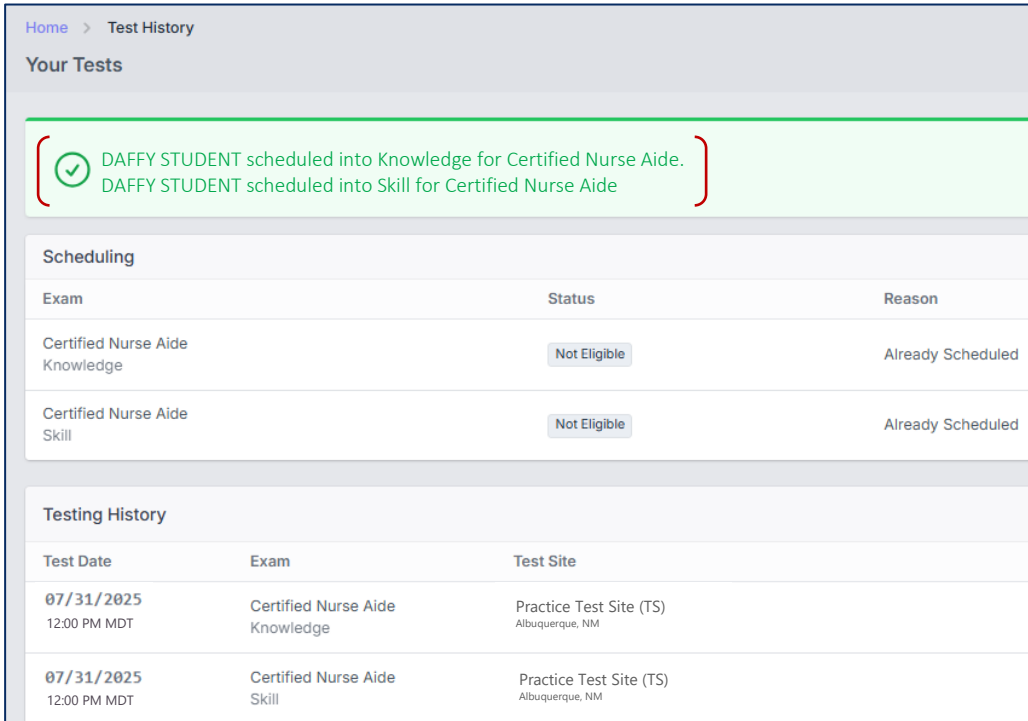 Home > Test History
Your Tests
DAFFY STUDENT scheduled into Knowledge for Certified Nurse Aide.
DAFFY STUDENT scheduled into Skill for Certified Nurse Aide
Scheduling
Exam Status Reason
Certified Nurse Aide
Knowledge
Not Eligible
Already Scheduled
Certified Nurse Aide
Skill
Not Eligible
Already Scheduled
Testing History
Test Date Exam Test Site
07/31/2025
12:00 PM MDT
Certified Nurse Aide
Knowledge
Practice Test Site (TS)
Albuquerque, NM
07/31/2025
12:00 PM MDT
Certified Nurse Aide
Skill
Practice Test Site (TS)
Albuquerque, NM